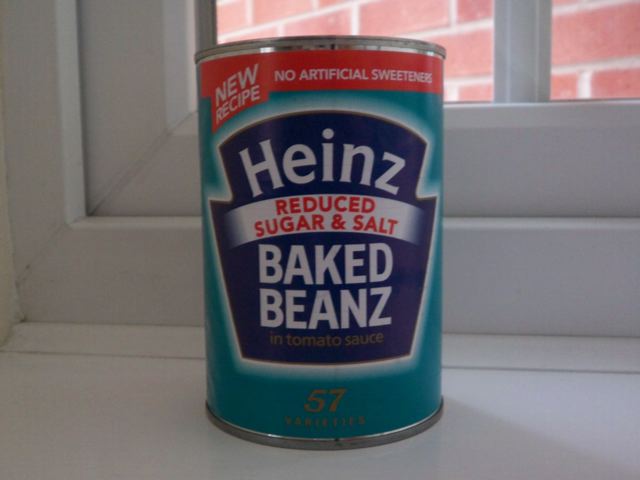 NEW
RECIPE
NO ARTIFICIAL SWEETENERS
Heinz
REDUCED
SUGAR & SALT
BAKED
BEANZ
in tomato sauce
57
VARIETIES